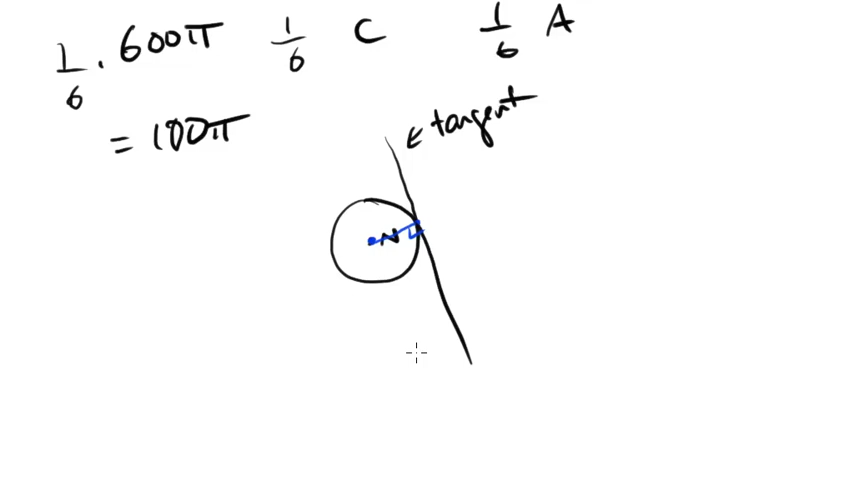 1/6 · 600π 1/6 C 1/6 A
= 100π
← tangent
r